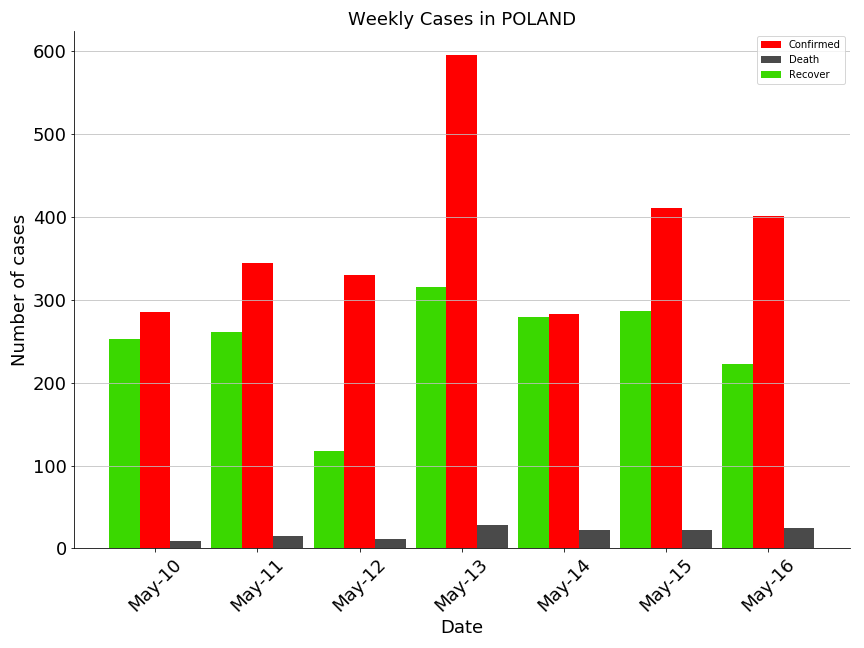 Weekly Cases in POLAND
Confirmed
Death
Recover
Number of cases
600
500
400
300
200
100
0
May-10
May-11
May-12
May-13
May-14
May-15
May-16
Date